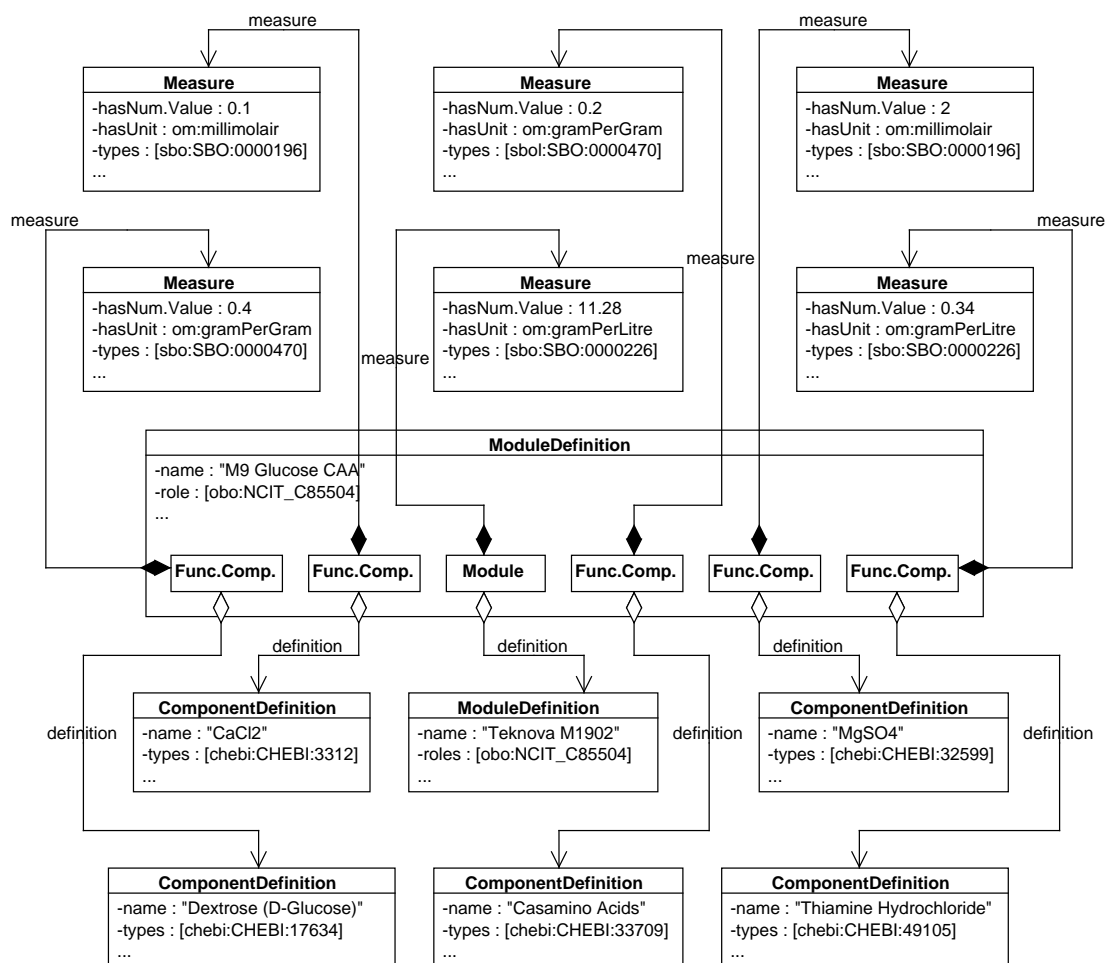 measure
measure
Measure
-hasNum.Value : 0.1
-hasUnit : om:millimolair
-types : [sbo:SBO:0000196]
...
Measure
-hasNum.Value : 0.2
-hasUnit : om:gramPerGram
-types : [sbol:SBO:0000470]
...
Measure
-hasNum.Value : 2
-hasUnit : om:millimolair
-types : [sbo:SBO:0000196]
...
measure
measure
measure
Measure
-hasNum.Value : 0.4
-hasUnit : om:gramPerGram
-types : [sbo:SBO:0000470]
...
measure
Measure
-hasNum.Value : 11.28
-hasUnit : om:gramPerLitre
-types : [sbo:SBO:0000226]
...
Measure
-hasNum.Value : 0.34
-hasUnit : om:gramPerLitre
-types : [sbo:SBO:0000226]
...
ModuleDefinition
-name : "M9 Glucose CAA"
-role : [obo:NCIT_C85504]
...
Func.Comp.
Func.Comp.
Module
Func.Comp.
Func.Comp.
Func.Comp.
definition
definition
definition
ComponentDefinition
-name : "CaCl2"
-types : [chebi:CHEBI:3312]
...
ModuleDefinition
-name : "Teknova M1902"
-roles : [obo:NCIT_C85504]
...
ComponentDefinition
-name : "MgSO4"
-types : [chebi:CHEBI:32599]
...
definition
definition
definition
ComponentDefinition
-name : "Dextrose (D-Glucose)"
-types : [chebi:CHEBI:17634]
...
ComponentDefinition
-name : "Casamino Acids"
-types : [chebi:CHEBI:33709]
...
ComponentDefinition
-name : "Thiamine Hydrochloride"
-types : [chebi:CHEBI:49105]
...